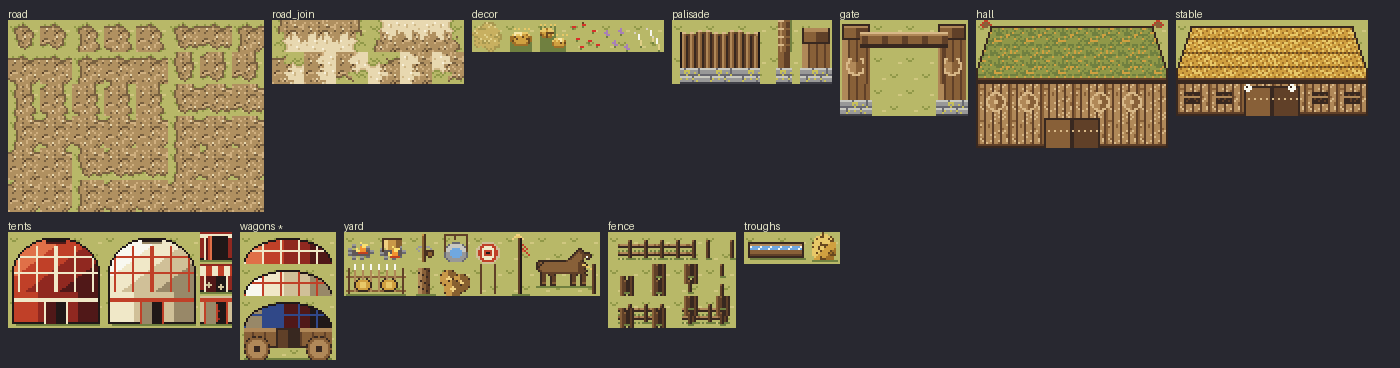 road
road_join
decor
palisade
gate
hall
stable
tents
wagons *
yard
fence
troughs